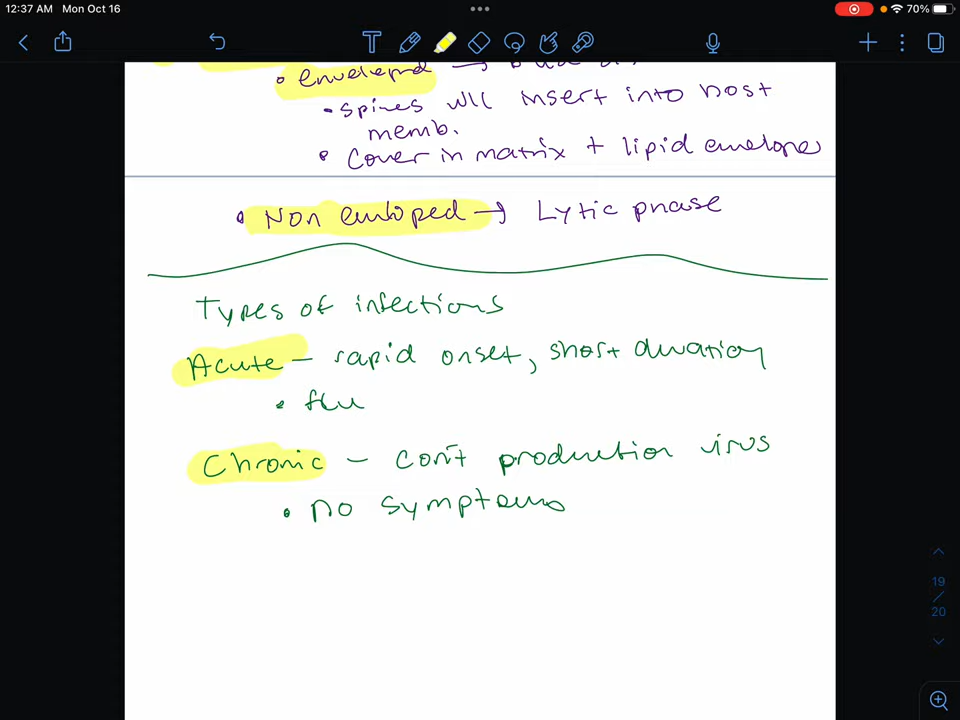 12:37 AM Mon Oct 16
70%
• enveloped →
• spikes will insert into host
memb.
• Cover in matrix + lipid envelope
• Non enveloped → Lytic phase
Types of infections
Acute – rapid onset, short duration
• flu
Chronic – con't production virus
• no symptoms
19
/
20